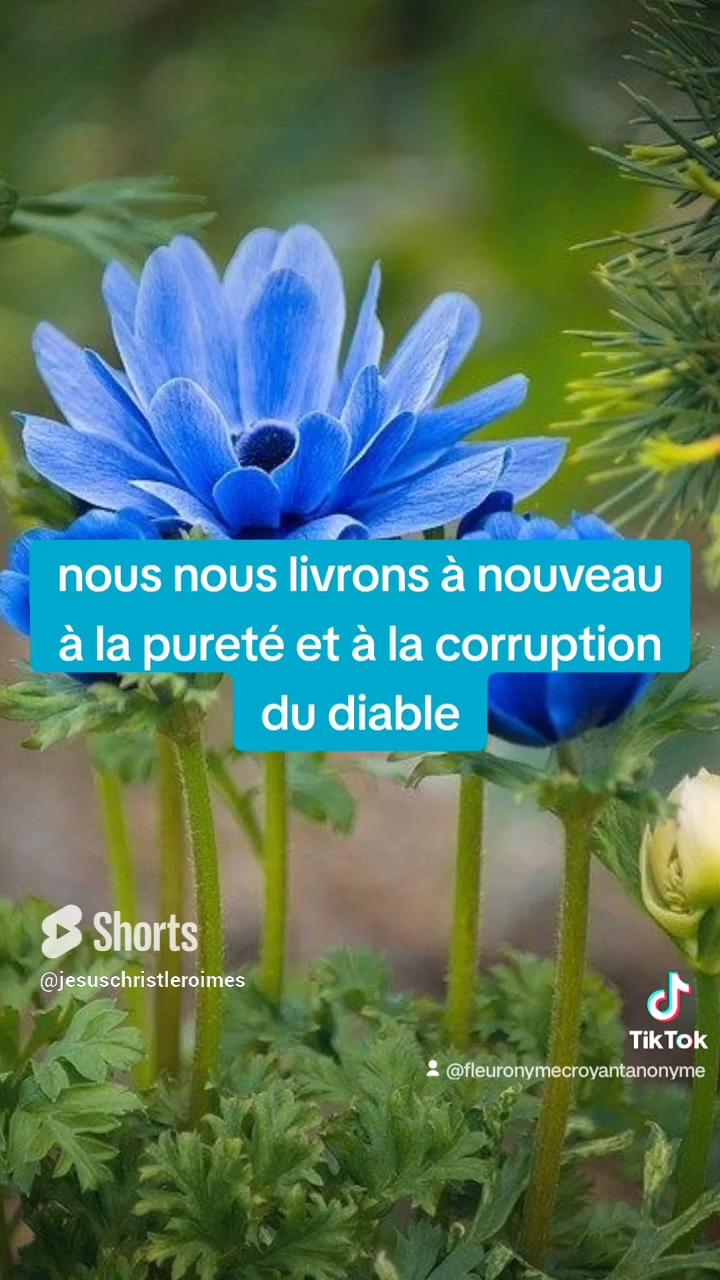 nous nous livrons à nouveau
à la pureté et à la corruption
du diable
Shorts
@jesuschristleroimes
TikTok
@fleuronymecroyantanonyme